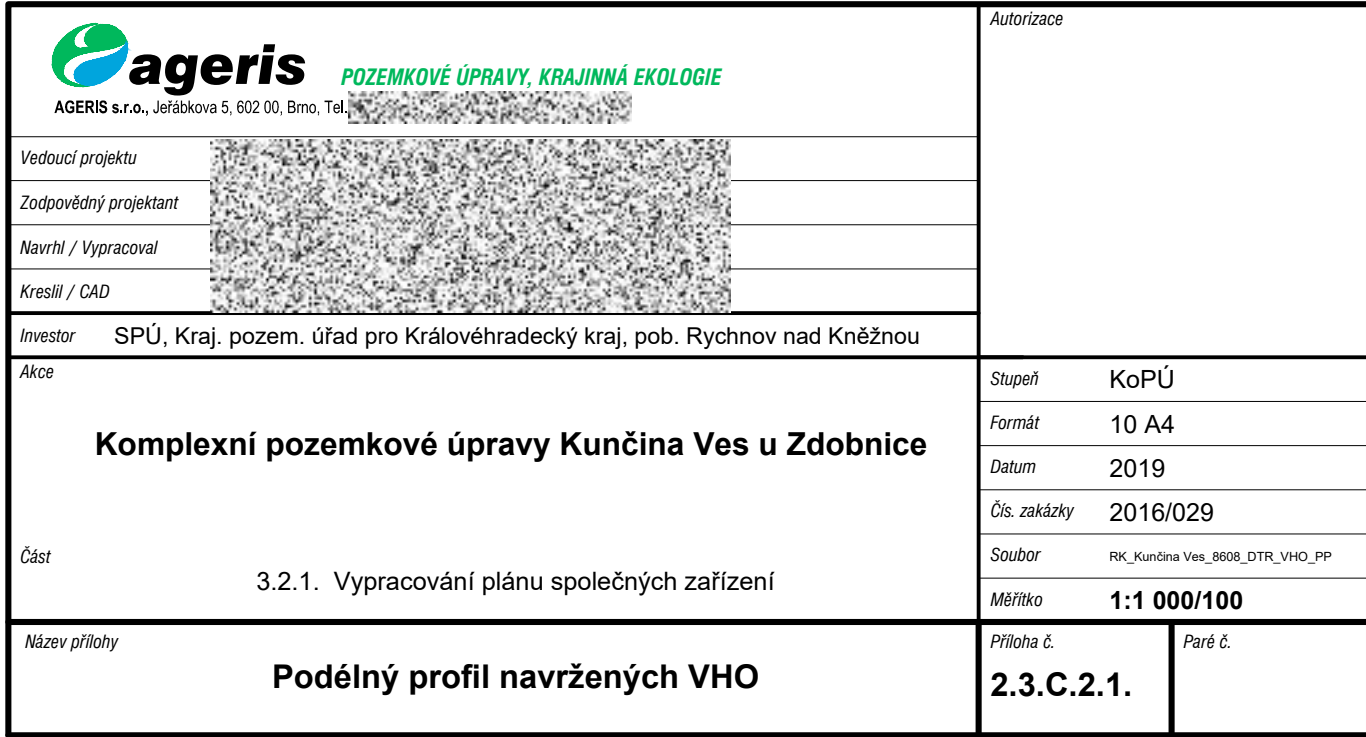 ageris
POZEMKOVÉ ÚPRAVY, KRAJINNÁ EKOLOGIE
AGERIS s.r.o., Jeřábkova 5, 602 00, Brno, Tel.
Autorizace
Vedoucí projektu
Zodpovědný projektant
Navrhl / Vypracoval
Kreslil / CAD
Investor SPÚ, Kraj. pozem. úřad pro Královéhradecký kraj, pob. Rychnov nad Kněžnou
Akce
Komplexní pozemkové úpravy Kunčina Ves u Zdobnice
Část
3.2.1. Vypracování plánu společných zařízení
Stupeň KoPÚ
Formát 10 A4
Datum 2019
Čís. zakázky 2016/029
Soubor RK_Kunčina Ves_8608_DTR_VHO_PP
Měřítko 1:1 000/100
Název přílohy
Podélný profil navržených VHO
Příloha č.
2.3.C.2.1.
Paré č.